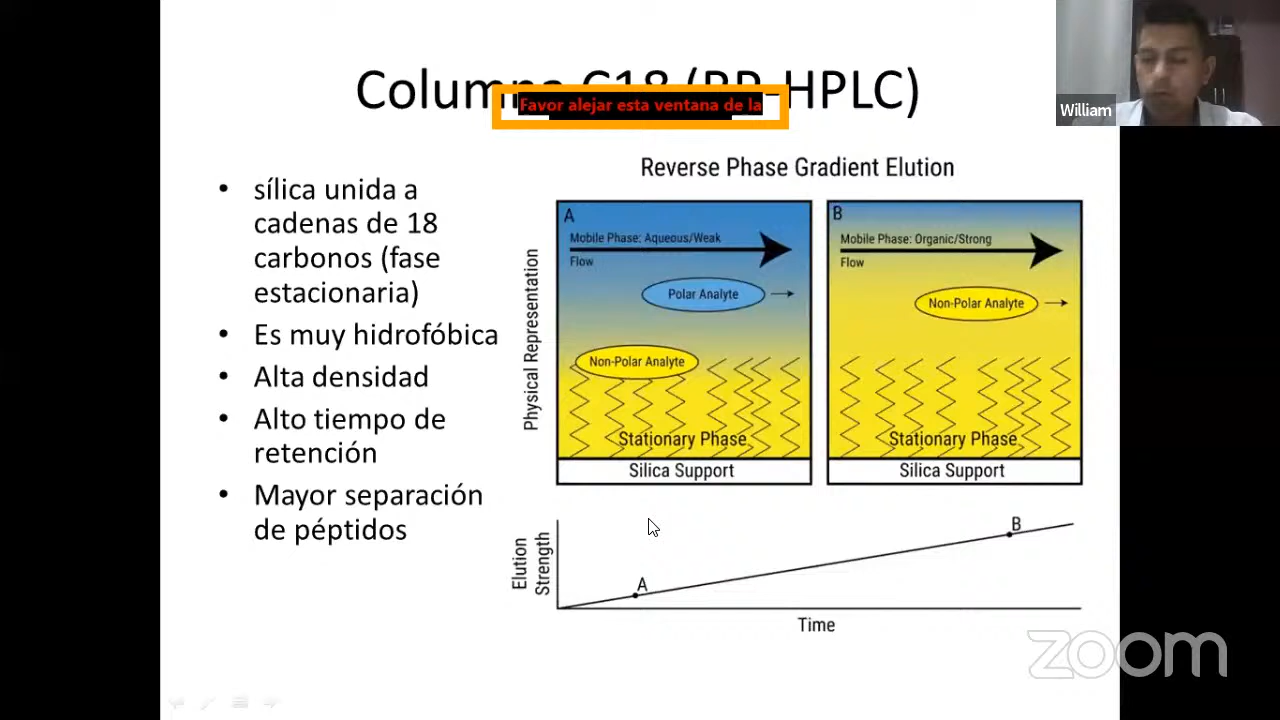 Columna C18 (RP-HPLC)
Favor alejar esta ventana de la
William
sílica unida a
cadenas de 18
carbonos (fase
estacionaria)
Es muy hidrofóbica
Alta densidad
Alto tiempo de
retención
Mayor separación
de péptidos
Reverse Phase Gradient Elution
Physical Representation
A
Mobile Phase: Aqueous/Weak
Flow
Polar Analyte
Non-Polar Analyte
Stationary Phase
Silica Support
B
Mobile Phase: Organic/Strong
Flow
Non-Polar Analyte
Stationary Phase
Silica Support
Elution
Strength
A
B
Time
zoom